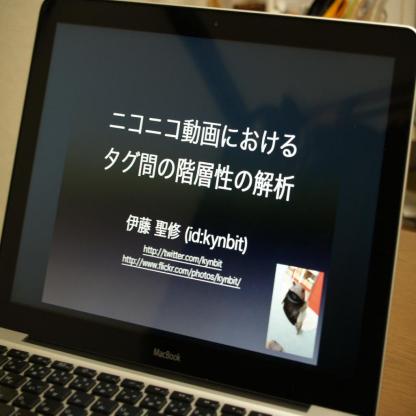 ニコニコ動画における
タグ間の階層性の解析
伊藤 聖修 (id:kynbit)
http://twitter.com/kynbit
http://www.flickr.com/photos/kynbit/
MacBook